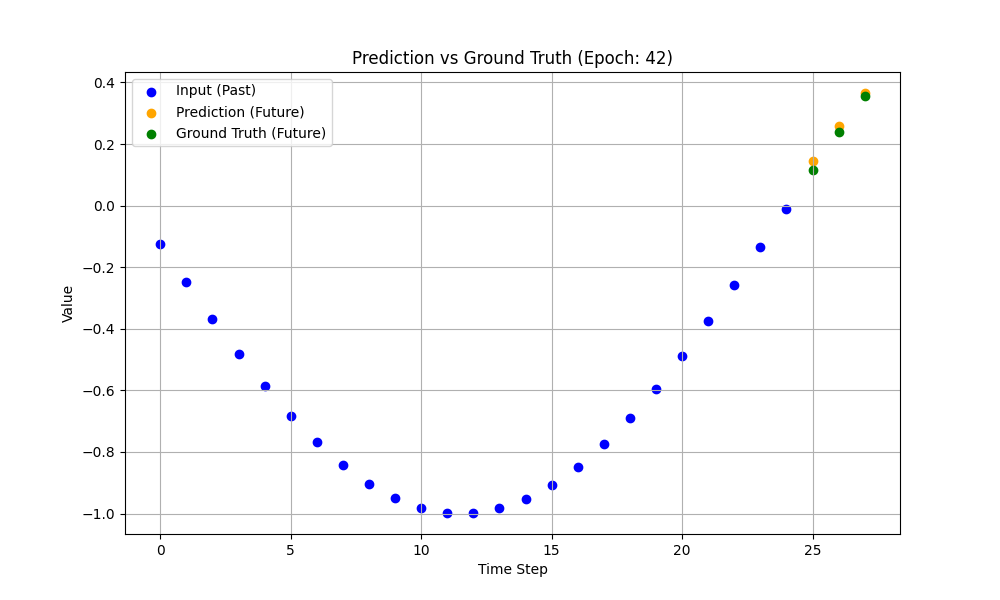 Prediction vs Ground Truth (Epoch: 42)
Input (Past)
Prediction (Future)
Ground Truth (Future)
0.4
0.2
0.0
−0.2
−0.4
−0.6
−0.8
−1.0
Value
0 5 10 15 20 25
Time Step